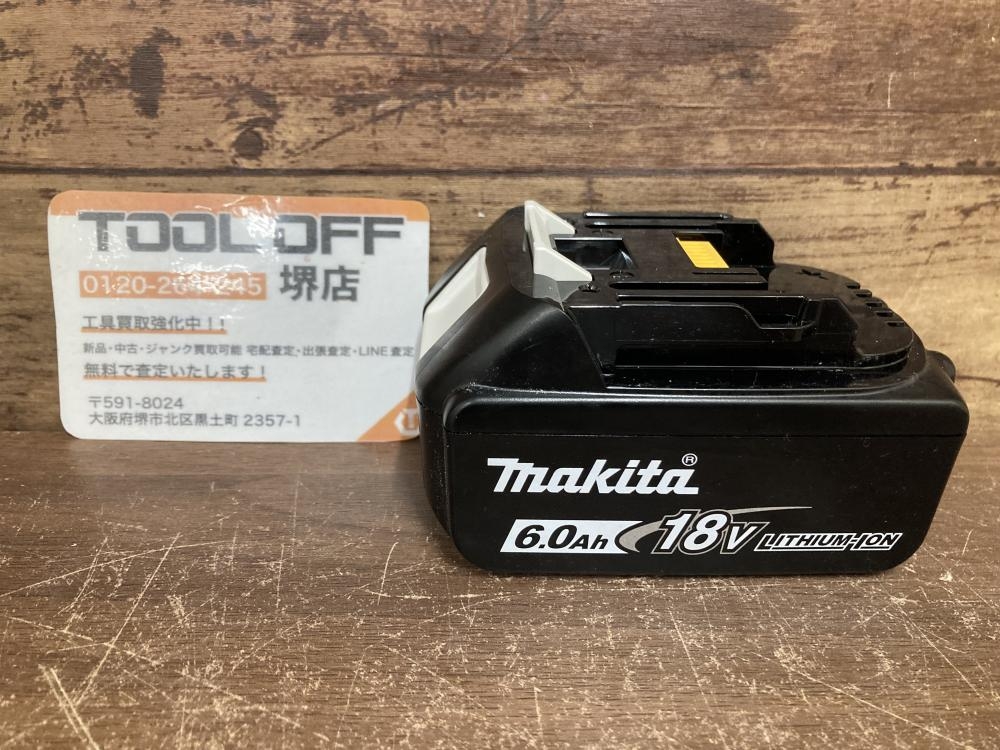 TOOL OFF
堺店
工具買取強化中!!
新品・中古・ジャンク買取可能 宅配査定・出張査定・LINE査定
無料で査定いたします!
〒591-8024
大阪府堺市北区黒土町 2357-1
makita®
6.0Ah 18V LITHIUM-ION